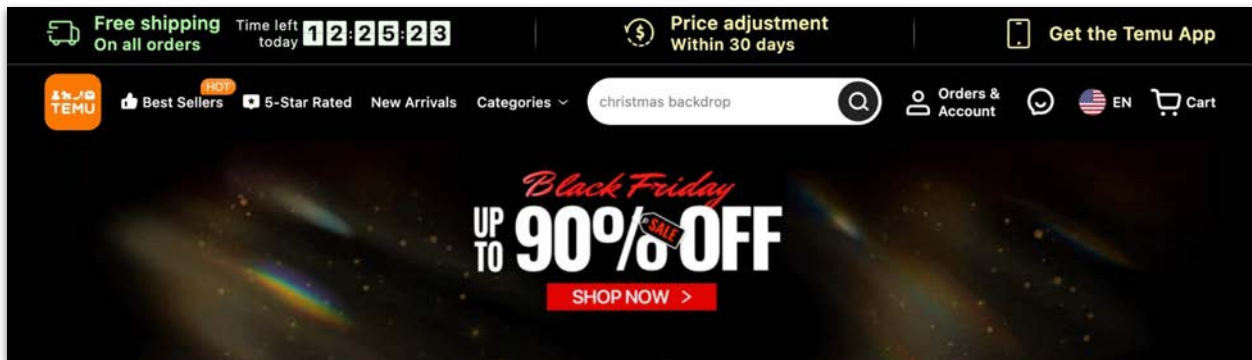 Free shipping
On all orders
Time left
today 12:25:23
Price adjustment
Within 30 days
Get the Temu App
TEMU
Best Sellers
HOT
5-Star Rated
New Arrivals
Categories
christmas backdrop
Orders &
Account
EN
Cart
Black Friday
UP
TO
90% OFF
SALE
SHOP NOW >